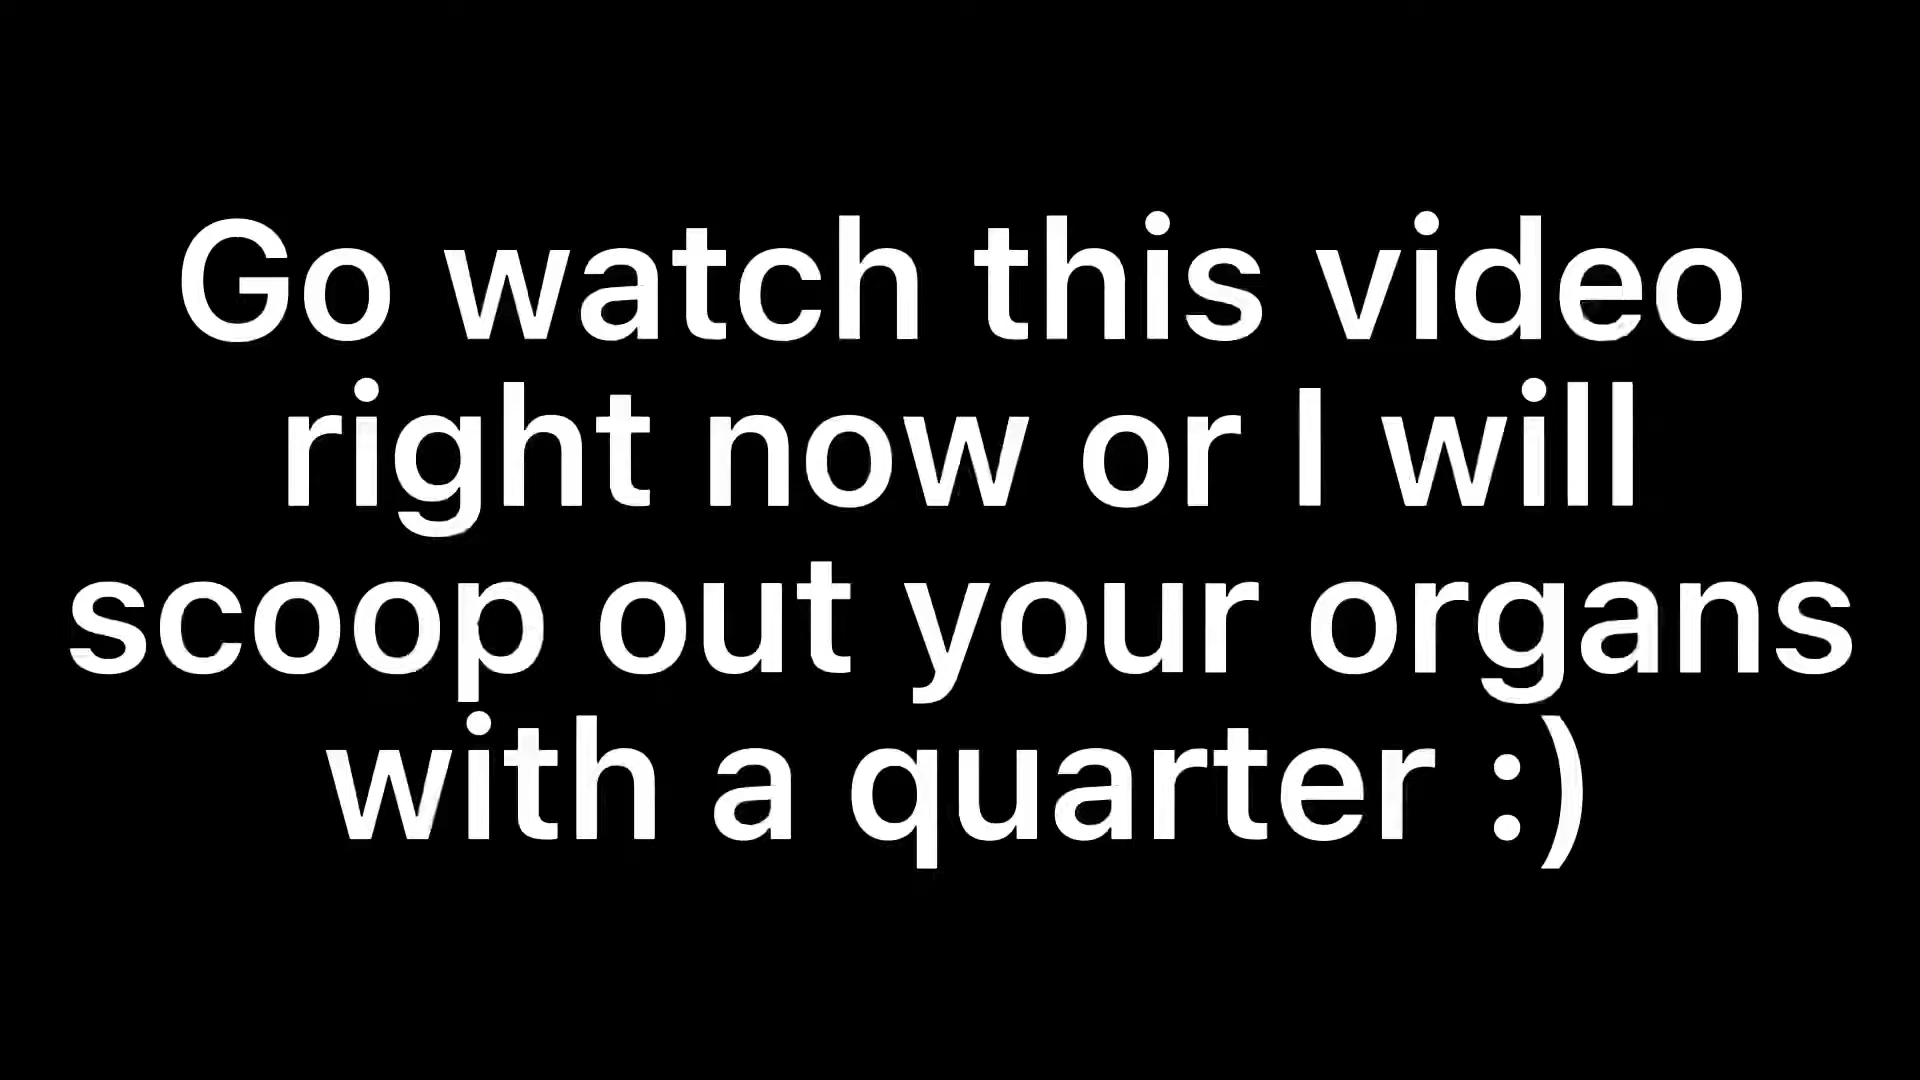 Go watch this video
right now or I will
scoop out your organs
with a quarter :)